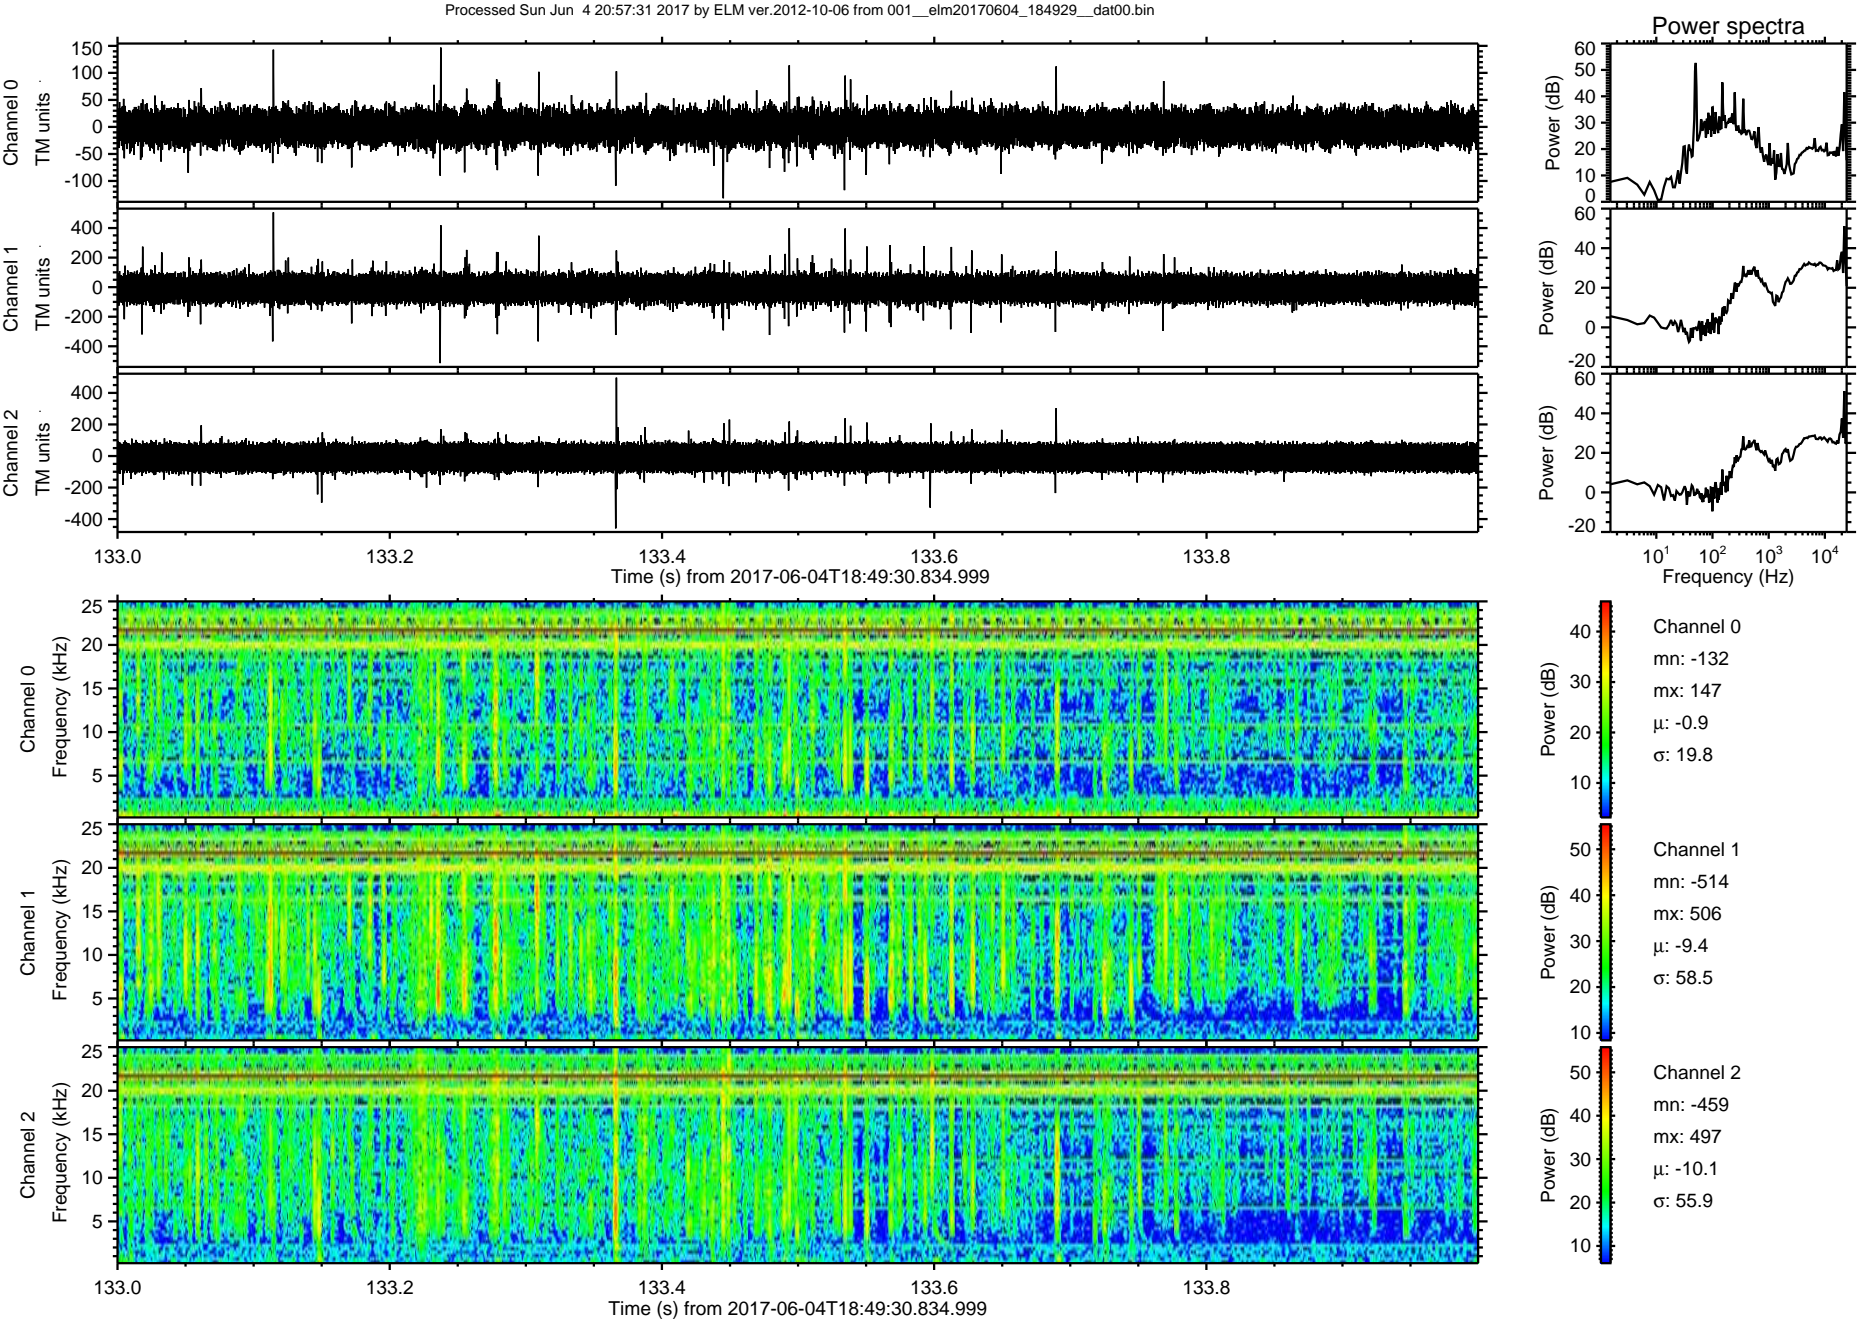 Processed Sun Jun  4 20:57:31 2017 by ELM ver.2012-10-06 from 001__elm20170604_184929__dat00.bin
Power spectra
Channel 0
TM units
150
100
50
0
-50
-100
Power (dB)
60
50
40
30
20
10
0
Channel 1
TM units
400
200
0
-200
-400
Power (dB)
60
40
20
0
-20
Channel 2
TM units
400
200
0
-200
-400
Power (dB)
60
40
20
0
-20
133.0 133.2 133.4 133.6 133.8
Time (s) from 2017-06-04T18:49:30.834.999
10¹ 10² 10³ 10⁴
Frequency (Hz)
Channel 0
Frequency (kHz)
25
20
15
10
5
Power (dB)
40
30
20
10
Channel 0
mn: -132
mx: 147
μ: -0.9
σ: 19.8
Channel 1
Frequency (kHz)
25
20
15
10
5
Power (dB)
50
40
30
20
10
Channel 1
mn: -514
mx: 506
μ: -9.4
σ: 58.5
Channel 2
Frequency (kHz)
25
20
15
10
5
Power (dB)
50
40
30
20
10
Channel 2
mn: -459
mx: 497
μ: -10.1
σ: 55.9
133.0 133.2 133.4 133.6 133.8
Time (s) from 2017-06-04T18:49:30.834.999